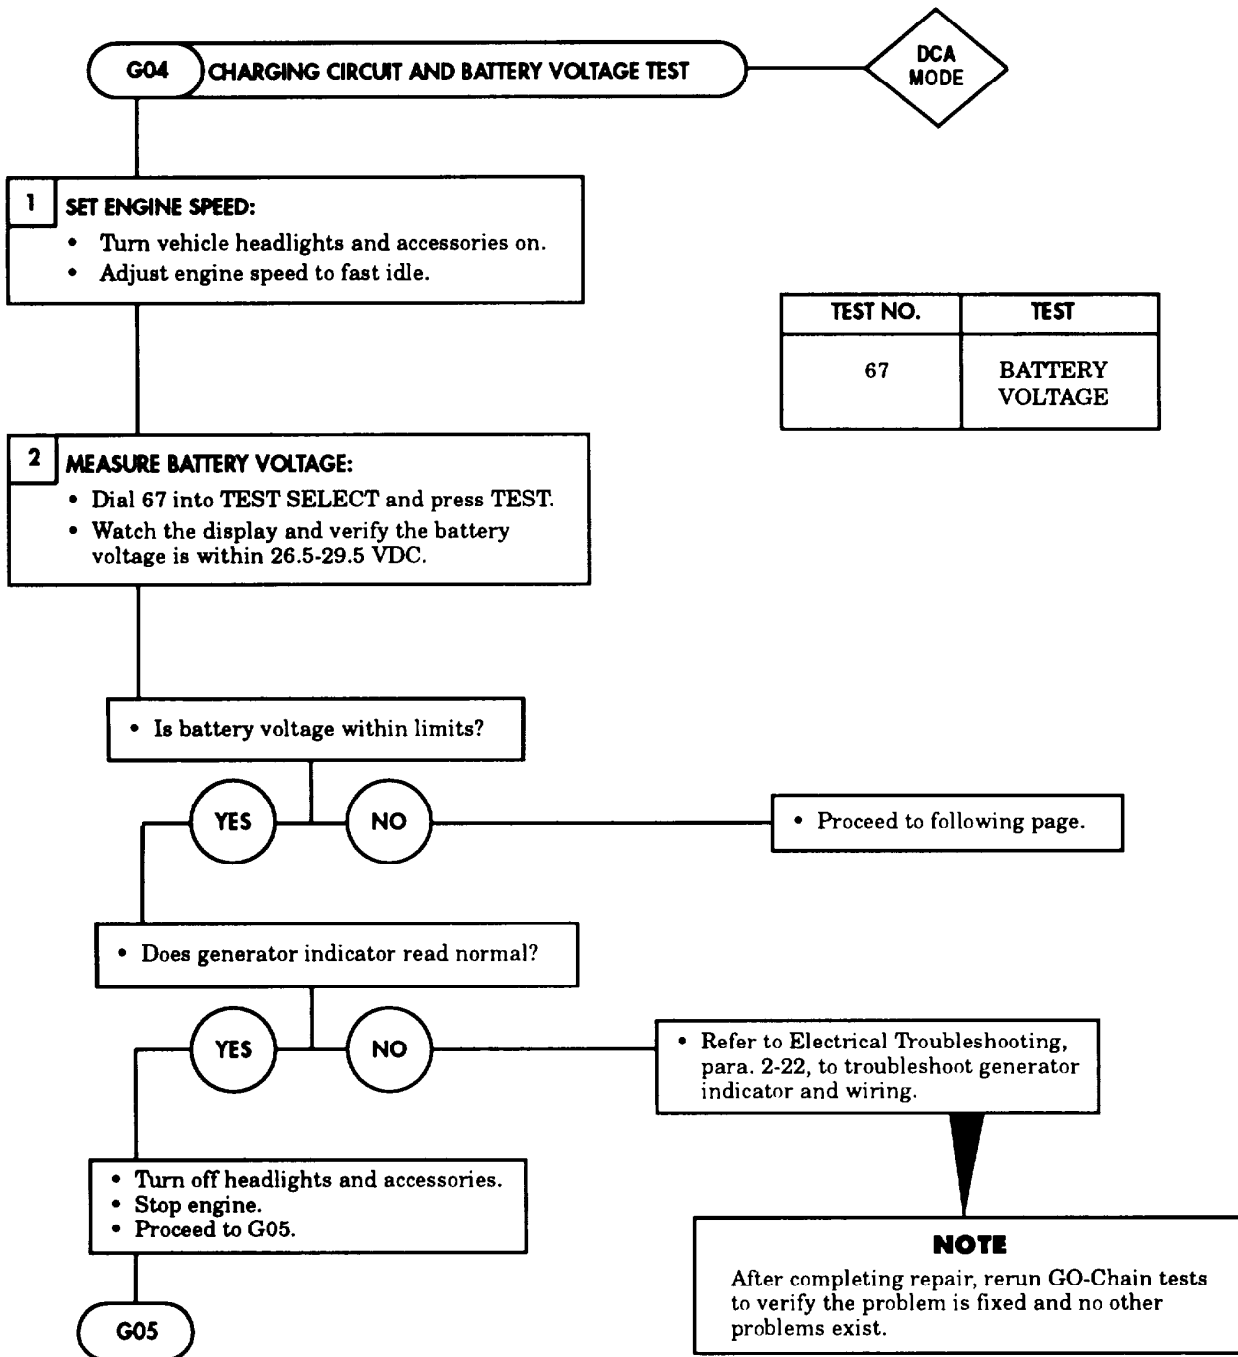 G04 CHARGING CIRCUIT AND BATTERY VOLTAGE TEST
DCA
MODE
1 SET ENGINE SPEED:
• Turn vehicle headlights and accessories on.
• Adjust engine speed to fast idle.
TEST NO. TEST
67 BATTERY
VOLTAGE
2 MEASURE BATTERY VOLTAGE:
• Dial 67 into TEST SELECT and press TEST.
• Watch the display and verify the battery
voltage is within 26.5-29.5 VDC.
• Is battery voltage within limits?
YES NO
• Proceed to following page.
• Does generator indicator read normal?
YES NO
• Refer to Electrical Troubleshooting,
para. 2-22, to troubleshoot generator
indicator and wiring.
• Turn off headlights and accessories.
• Stop engine.
• Proceed to G05.
NOTE
After completing repair, rerun GO-Chain tests
to verify the problem is fixed and no other
problems exist.
G05